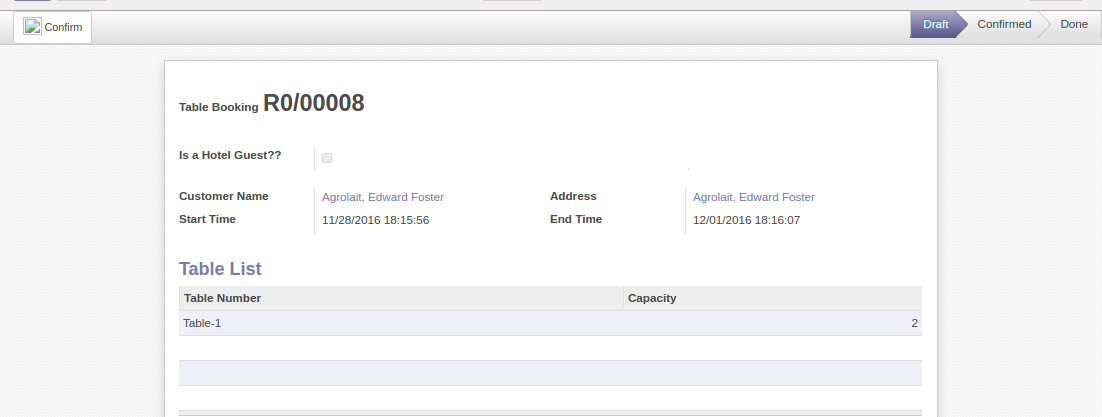 Confirm
Draft Confirmed Done
Table Booking R0/00008
Is a Hotel Guest??
Customer Name Agrolait, Edward Foster Address Agrolait, Edward Foster
Start Time 11/28/2016 18:15:56 End Time 12/01/2016 18:16:07
Table List
Table Number Capacity
Table-1 2